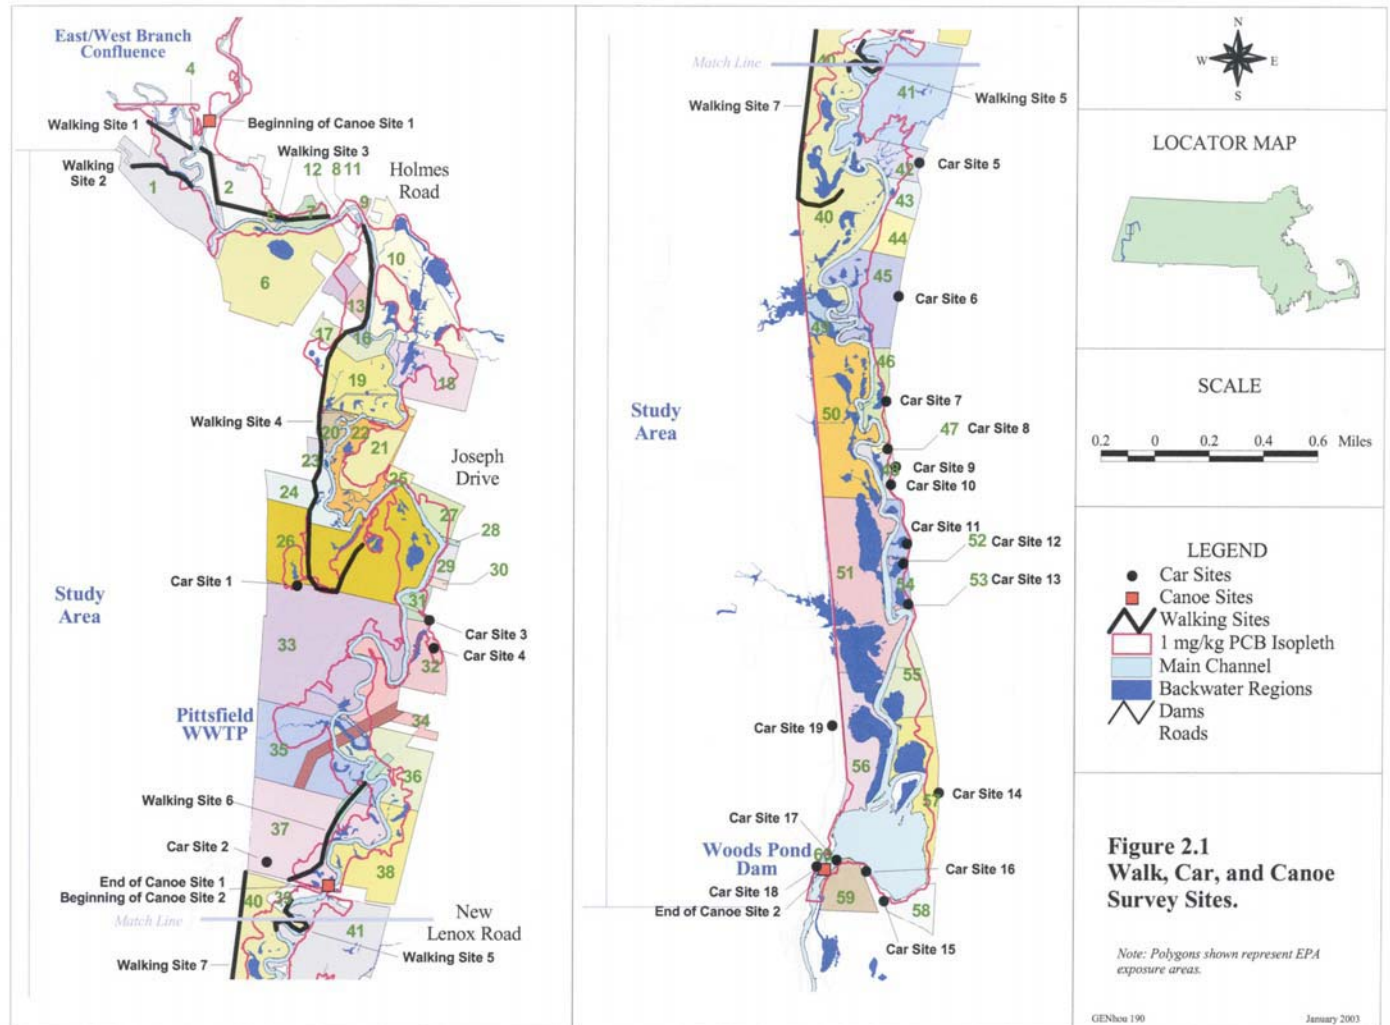 East/West Branch
Confluence
4
Walking Site 1
Beginning of Canoe Site 1
Walking Site 3
Walking
Site 2
12 8 11
Holmes
Road
1
2
5
7
9
6
10
13
17
16
19
18
Walking Site 4
20
22
21
23
Joseph
Drive
24
25
27
28
26
29
30
Car Site 1
31
Study
Area
Car Site 3
33
Car Site 4
32
Pittsfield
WWTP
34
35
36
Walking Site 6
37
Car Site 2
38
End of Canoe Site 1
Beginning of Canoe Site 2
40
39
New
Lenox Road
Match Line
41
Walking Site 5
Walking Site 7
40
Match Line
41
Walking Site 7
Walking Site 5
42
Car Site 5
43
40
44
45
Car Site 6
49
46
Study
Area
50
Car Site 7
47 Car Site 8
Car Site 9
48
Car Site 10
Car Site 11
52 Car Site 12
51
53 Car Site 13
54
55
Car Site 19
56
57
Car Site 14
Car Site 17
Woods Pond
Dam
60
Car Site 16
Car Site 18
59
58
End of Canoe Site 2
Car Site 15
N
W E
S
LOCATOR MAP
SCALE
0.2 0 0.2 0.4 0.6 Miles
LEGEND
Car Sites
Canoe Sites
Walking Sites
1 mg/kg PCB Isopleth
Main Channel
Backwater Regions
Dams
Roads
Figure 2.1
Walk, Car, and Canoe
Survey Sites.
Note: Polygons shown represent EPA
exposure areas.
GENhou 190 January 2003